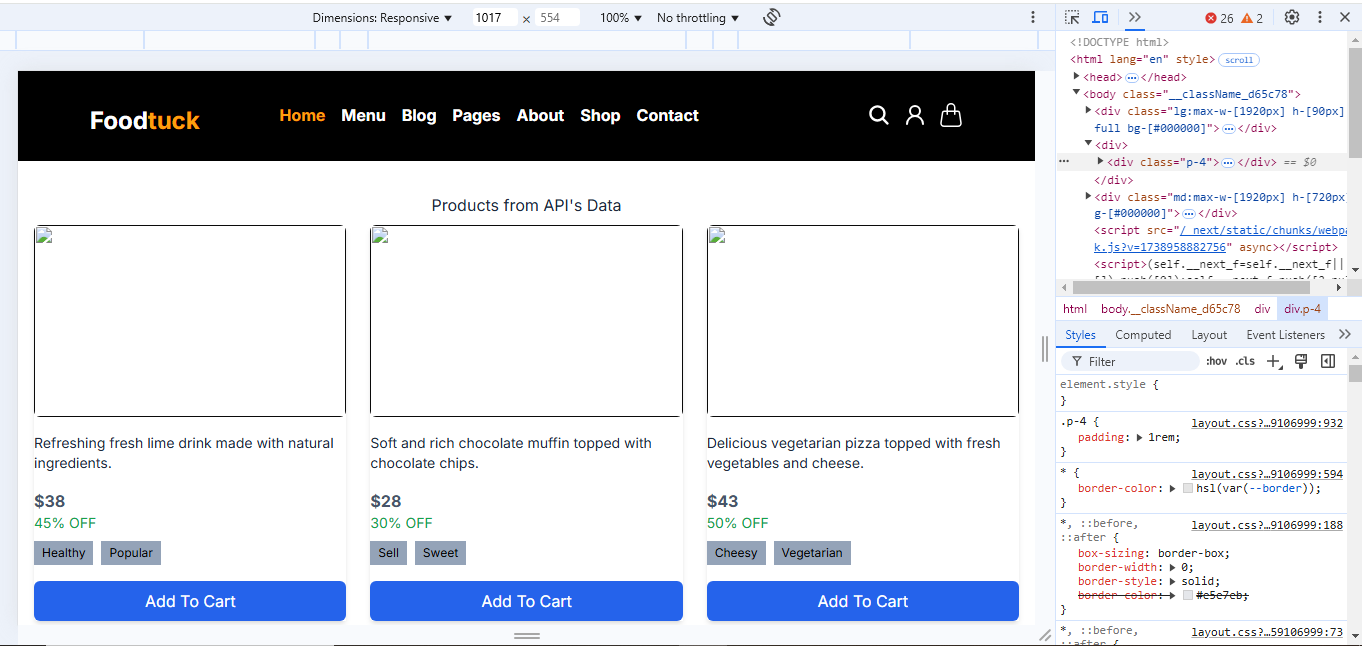 Dimensions: Responsive ▼ 1017 × 554 100% ▼ No throttling ▼
26 2
Foodtuck
Home Menu Blog Pages About Shop Contact
Products from API's Data
Refreshing fresh lime drink made with natural
ingredients.
$38
45% OFF
Healthy Popular
Add To Cart
Soft and rich chocolate muffin topped with
chocolate chips.
$28
30% OFF
Sell Sweet
Add To Cart
Delicious vegetarian pizza topped with fresh
vegetables and cheese.
$43
50% OFF
Cheesy Vegetarian
Add To Cart
<!DOCTYPE html>
<html lang="en" style> scroll
<head> ⋯ </head>
<body class="__className_d65c78">
<div class="lg:max-w-[1920px] h-[90px]
full bg-[#000000]"> ⋯ </div>
<div>
<div class="p-4"> ⋯ </div> == $0
</div>
<div class="md:max-w-[1920px] h-[720px]
g-[#000000]"> ⋯ </div>
<script src="/_next/static/chunks/webpa
k.js?v=1738958882756" async></script>
<script>(self.__next_f=self.__next_f||
html body.__className_d65c78 div div.p-4
Styles Computed Layout Event Listeners
Filter :hov .cls
element.style {
}
.p-4 { layout.css?…9106999:932
padding: 1rem;
}
* { layout.css?…9106999:594
border-color: hsl(var(--border));
}
*, ::before, layout.css?…9106999:188
::after {
box-sizing: border-box;
border-width: 0;
border-style: solid;
border-color: #e5e7eb;
}
*, ::before, layout.css?…59106999:73
::after {